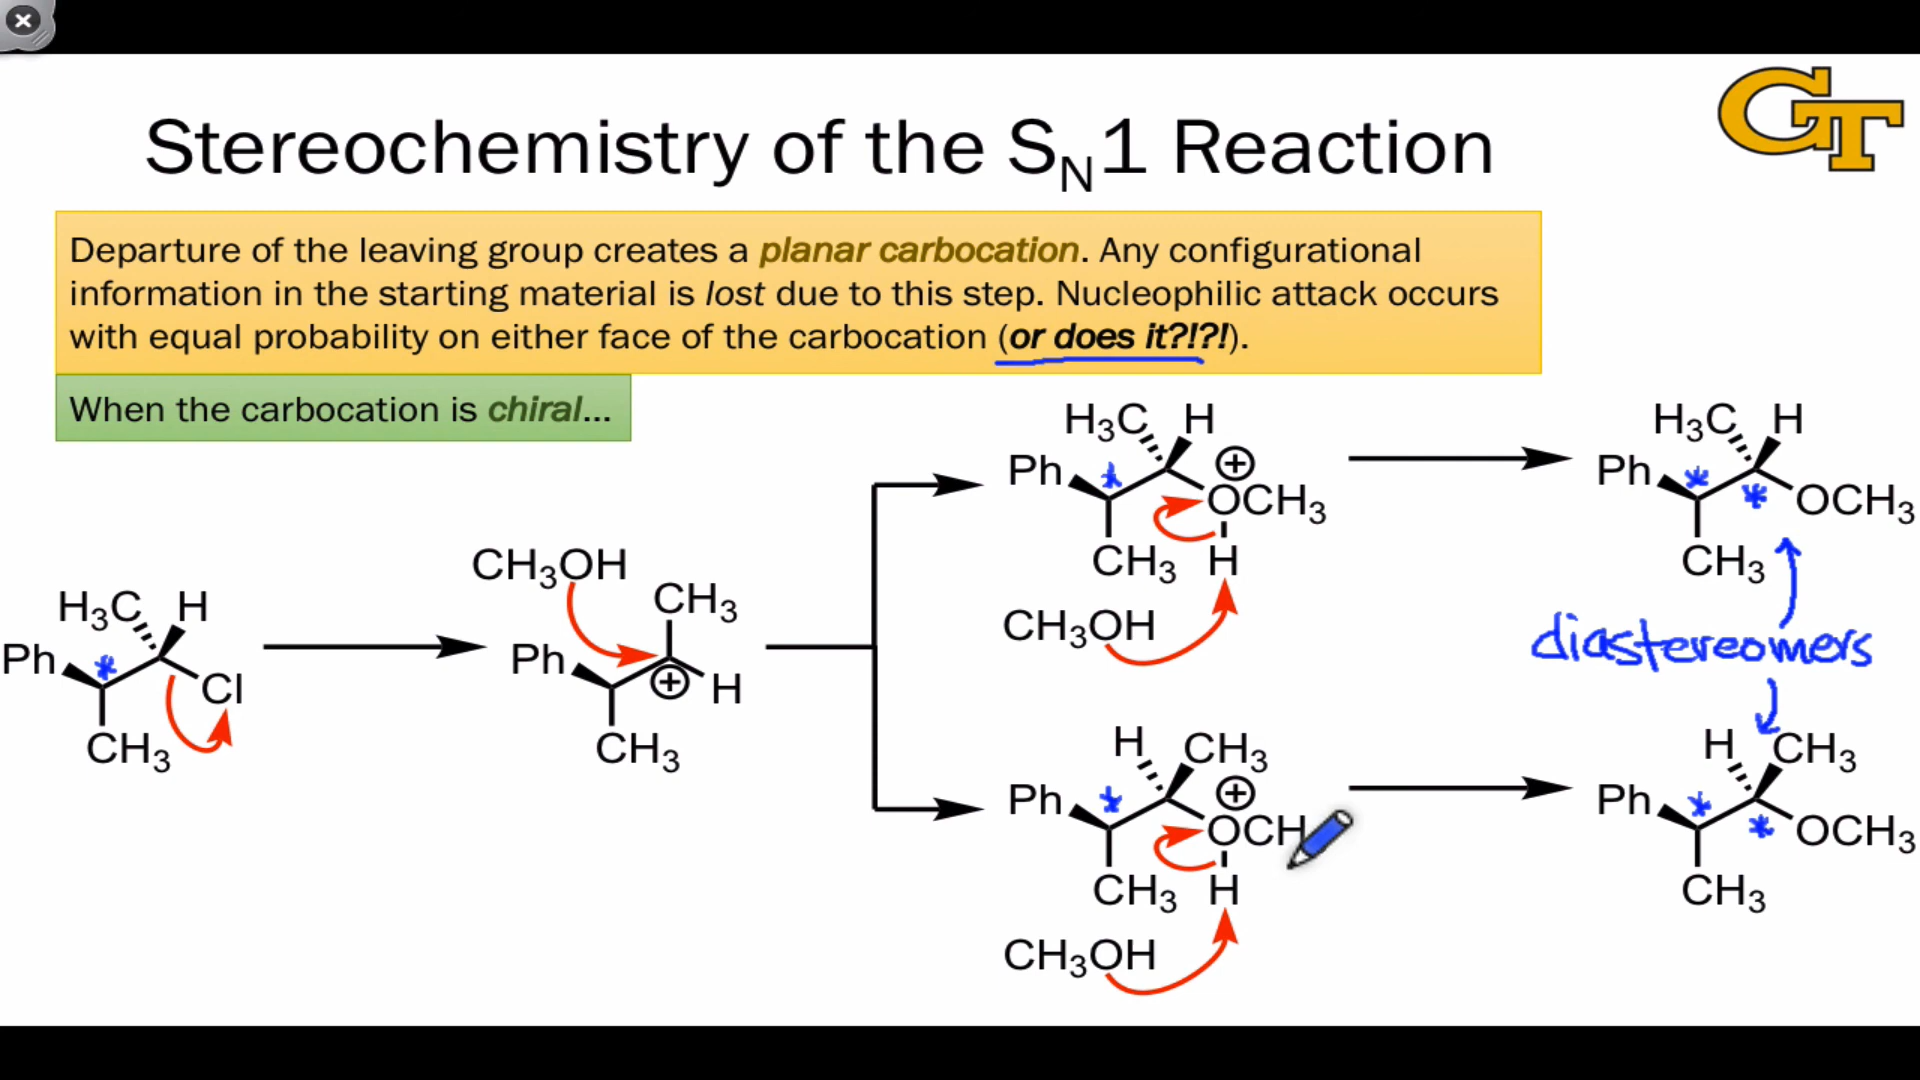 GT
Stereochemistry of the SN1 Reaction
Departure of the leaving group creates a planar carbocation. Any configurational
information in the starting material is lost due to this step. Nucleophilic attack occurs
with equal probability on either face of the carbocation (or does it?!?!).
When the carbocation is chiral...
H3C H
Ph
*
Cl
CH3
CH3OH
CH3
Ph
+
H
CH3
H3C H
Ph
*
+
OCH3
CH3 H
CH3OH
H CH3
Ph
*
+
OCH
CH3 H
CH3OH
H3C H
Ph
* *
OCH3
CH3
diastereomers
H CH3
Ph
* *
OCH3
CH3